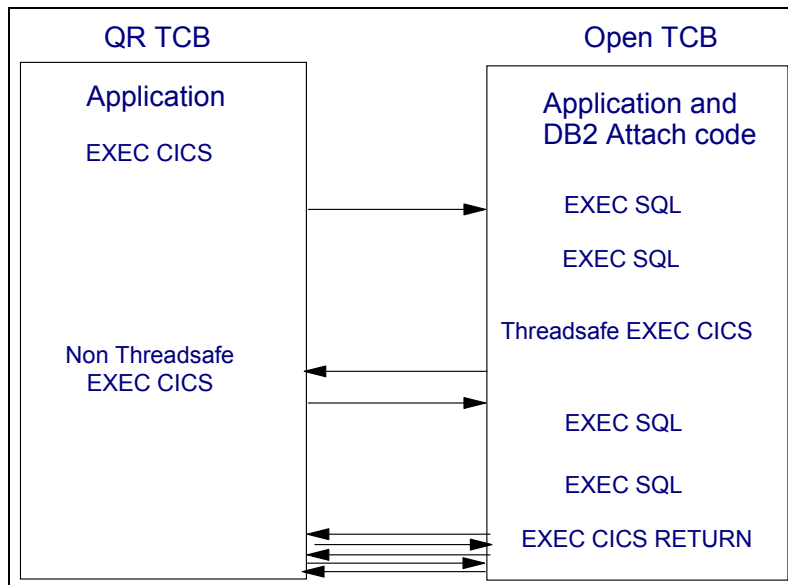 QR TCB
Open TCB
Application
EXEC CICS
Application and
DB2 Attach code
EXEC SQL
EXEC SQL
Threadsafe EXEC CICS
Non Threadsafe
EXEC CICS
EXEC SQL
EXEC SQL
EXEC CICS RETURN